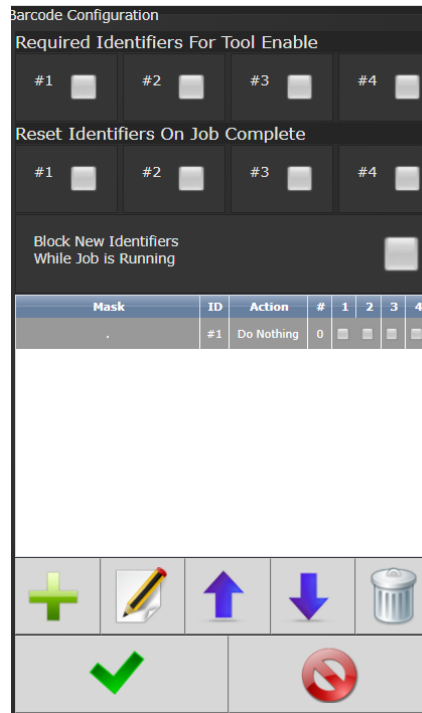 Barcode Configuration
Required Identifiers For Tool Enable
#1 #2 #3 #4
Reset Identifiers On Job Complete
#1 #2 #3 #4
Block New Identifiers
While Job is Running
Mask ID Action # 1 2 3 4
. #1 Do Nothing 0